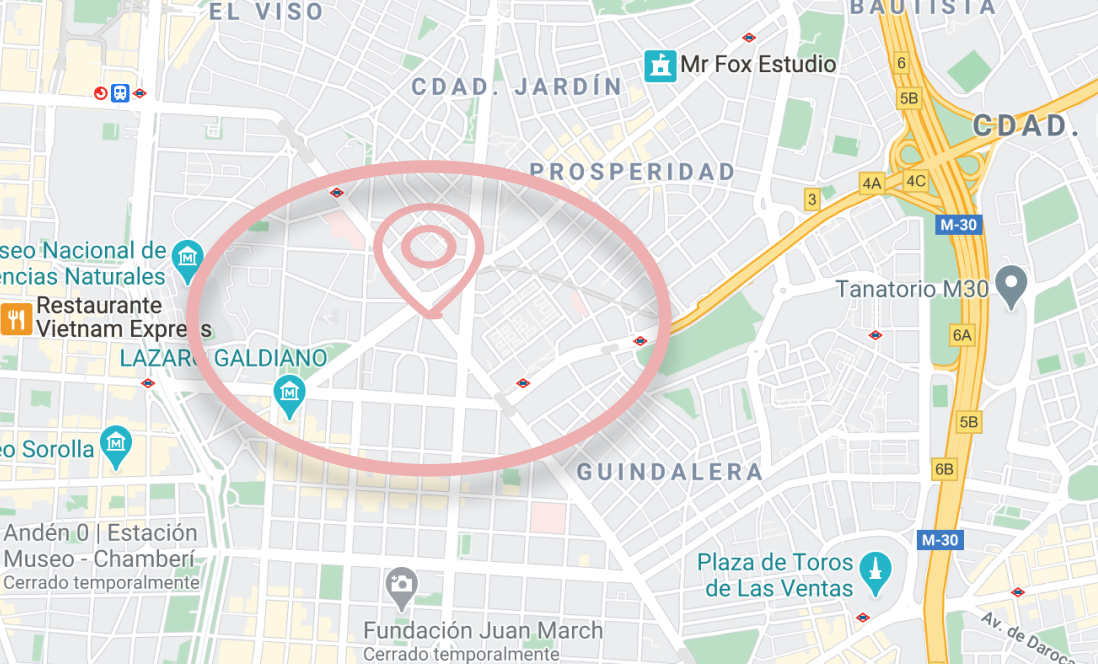 EL VISO
BAUTISTA
Mr Fox Estudio
6
CDAD. JARDÍN
5B
CDAD.
PROSPERIDAD
4A
4C
3
M-30
seo Nacional de
encias Naturales
Tanatorio M30
Restaurante
Vietnam Express
6A
LAZARO GALDIANO
5B
eo Sorolla
GUINDALERA
6B
Andén 0 | Estación
Museo - Chamberí
Cerrado temporalmente
M-30
Plaza de Toros
de Las Ventas
Fundación Juan March
Cerrado temporalmente
Av. de Daroca